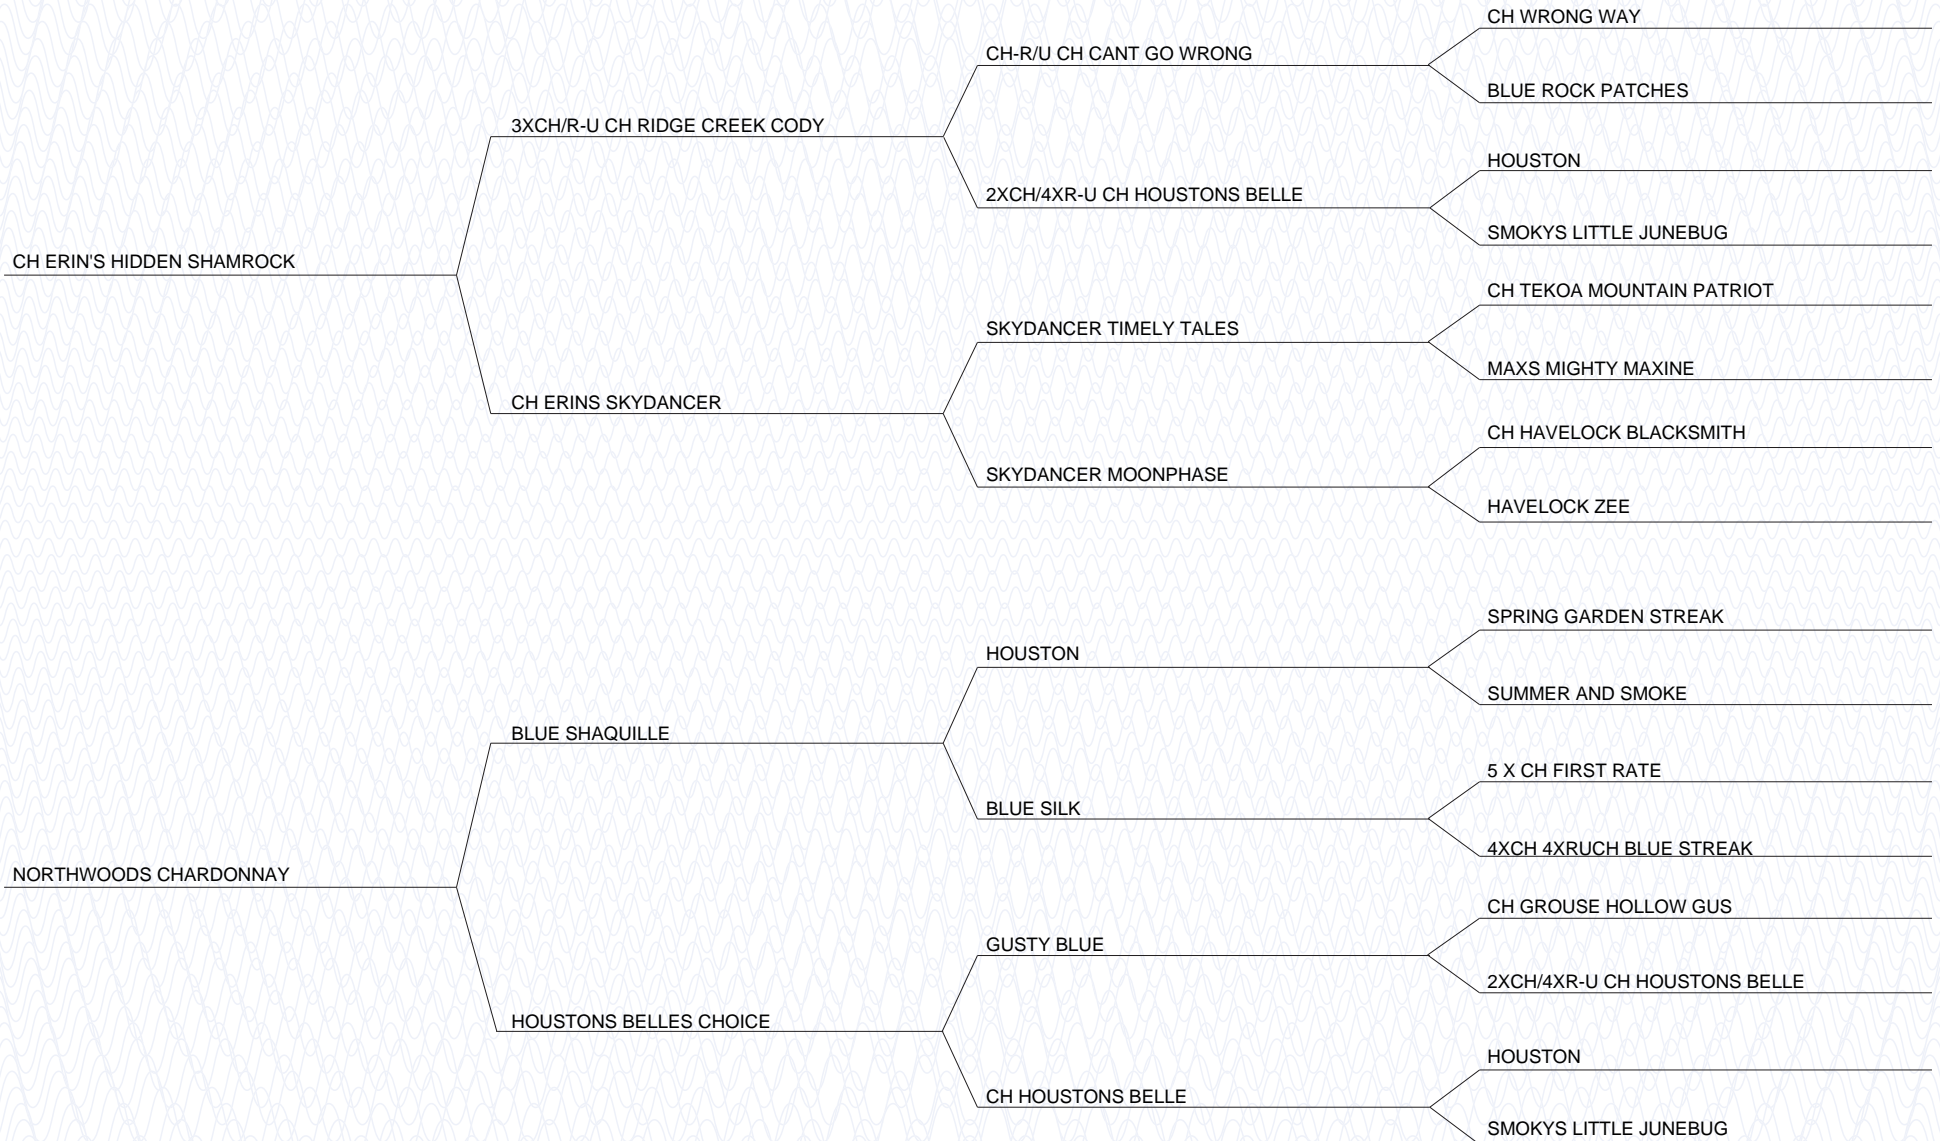 CH WRONG WAY
CH-R/U CH CANT GO WRONG
BLUE ROCK PATCHES
3XCH/R-U CH RIDGE CREEK CODY
HOUSTON
2XCH/4XR-U CH HOUSTONS BELLE
SMOKYS LITTLE JUNEBUG
CH ERIN'S HIDDEN SHAMROCK
CH TEKOA MOUNTAIN PATRIOT
SKYDANCER TIMELY TALES
MAXS MIGHTY MAXINE
CH ERINS SKYDANCER
CH HAVELOCK BLACKSMITH
SKYDANCER MOONPHASE
HAVELOCK ZEE
SPRING GARDEN STREAK
HOUSTON
SUMMER AND SMOKE
BLUE SHAQUILLE
5 X CH FIRST RATE
BLUE SILK
4XCH 4XRUCH BLUE STREAK
NORTHWOODS CHARDONNAY
CH GROUSE HOLLOW GUS
GUSTY BLUE
2XCH/4XR-U CH HOUSTONS BELLE
HOUSTONS BELLES CHOICE
HOUSTON
CH HOUSTONS BELLE
SMOKYS LITTLE JUNEBUG